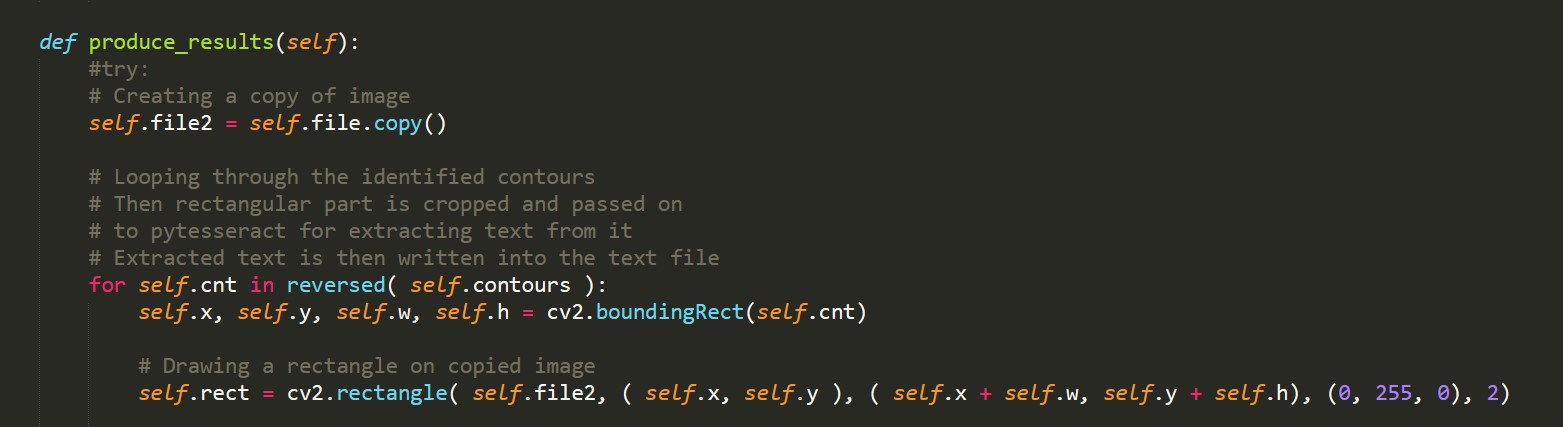 def produce_results(self):
    #try:
    # Creating a copy of image
    self.file2 = self.file.copy()

    # Looping through the identified contours
    # Then rectangular part is cropped and passed on
    # to pytesseract for extracting text from it
    # Extracted text is then written into the text file
    for self.cnt in reversed( self.contours ):
        self.x, self.y, self.w, self.h = cv2.boundingRect(self.cnt)

        # Drawing a rectangle on copied image
        self.rect = cv2.rectangle( self.file2, ( self.x, self.y ), ( self.x + self.w, self.y + self.h), (0, 255, 0), 2)